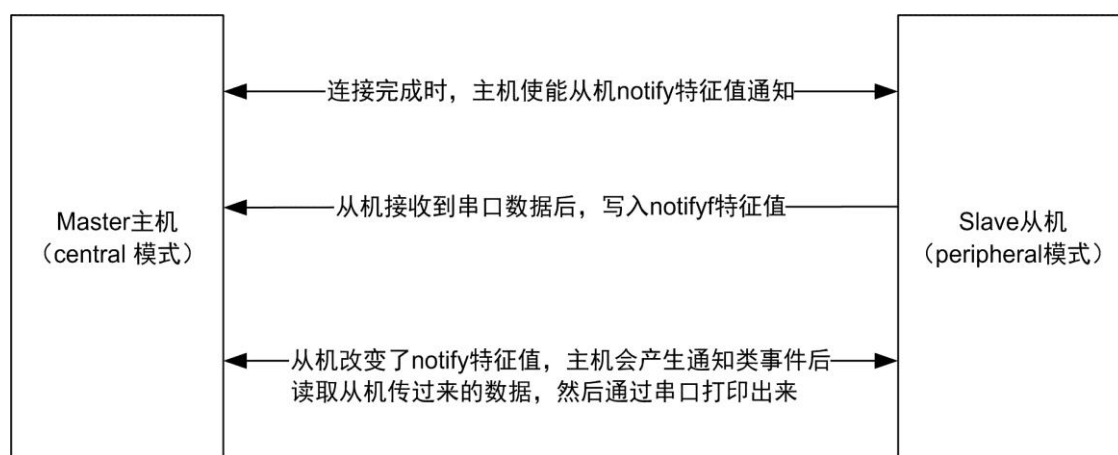 连接完成时，主机使能从机notify特征值通知
从机接收到串口数据后，写入notifyf特征值
Master主机
（central 模式）
Slave从机
（peripheral模式）
从机改变了notify特征值，主机会产生通知类事件后
读取从机传过来的数据，然后通过串口打印出来